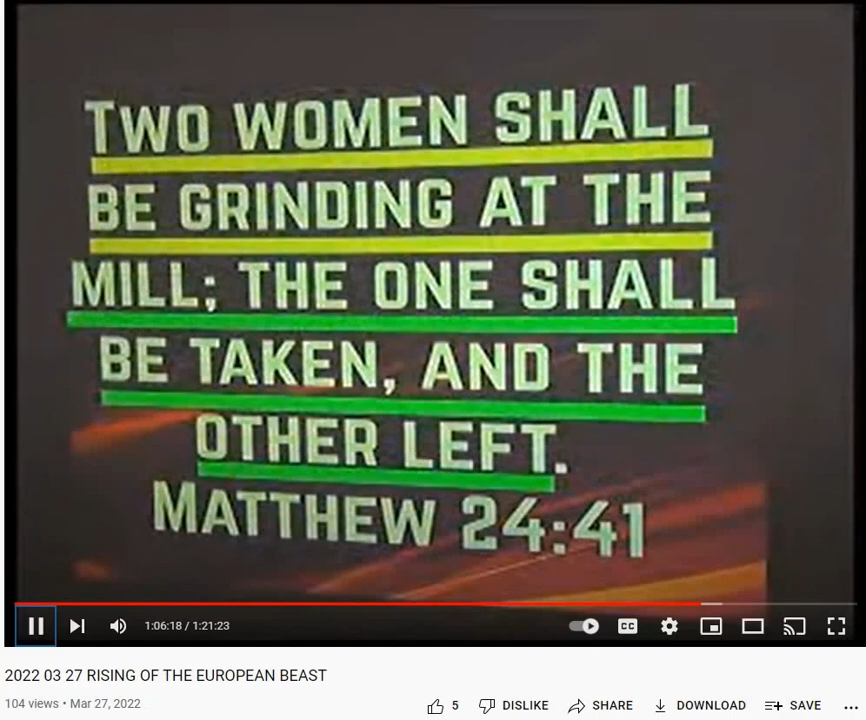 TWO WOMEN SHALL
BE GRINDING AT THE
MILL; THE ONE SHALL
BE TAKEN, AND THE
OTHER LEFT.
MATTHEW 24:41
1:06:18 / 1:21:23
CC
2022 03 27 RISING OF THE EUROPEAN BEAST
104 views • Mar 27, 2022
5 DISLIKE SHARE DOWNLOAD SAVE